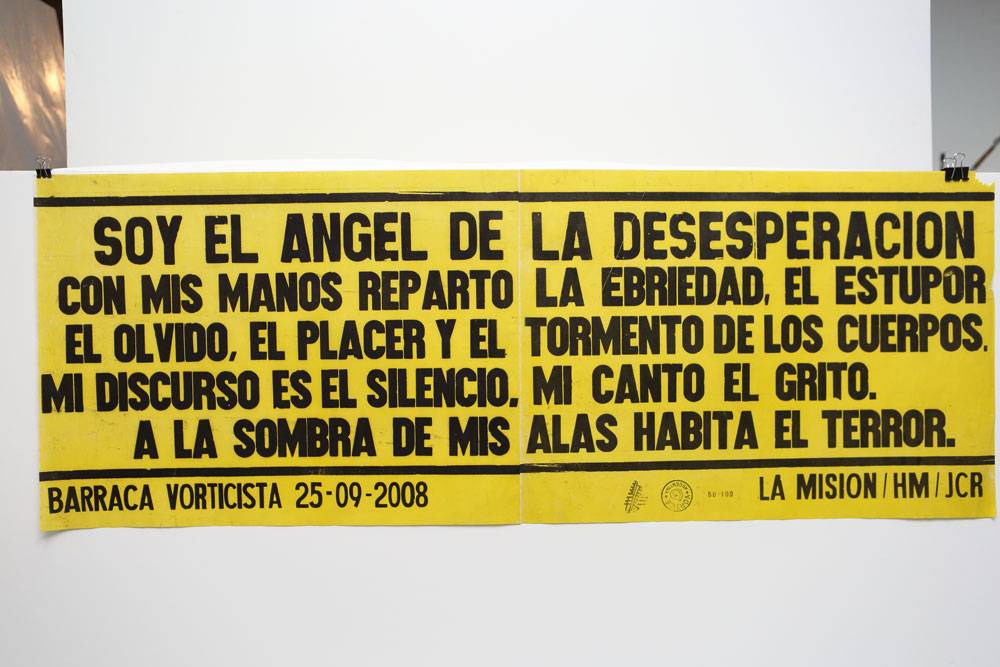 SOY EL ANGEL DE LA DESESPERACION
CON MIS MANOS REPARTO LA EBRIEDAD, EL ESTUPOR
EL OLVIDO, EL PLACER Y EL TORMENTO DE LOS CUERPOS.
MI DISCURSO ES EL SILENCIO, MI CANTO EL GRITO.
A LA SOMBRA DE MIS ALAS HABITA EL TERROR.
BARRACA VORTICISTA 25-09-2008 LA MISION/HM/JCR